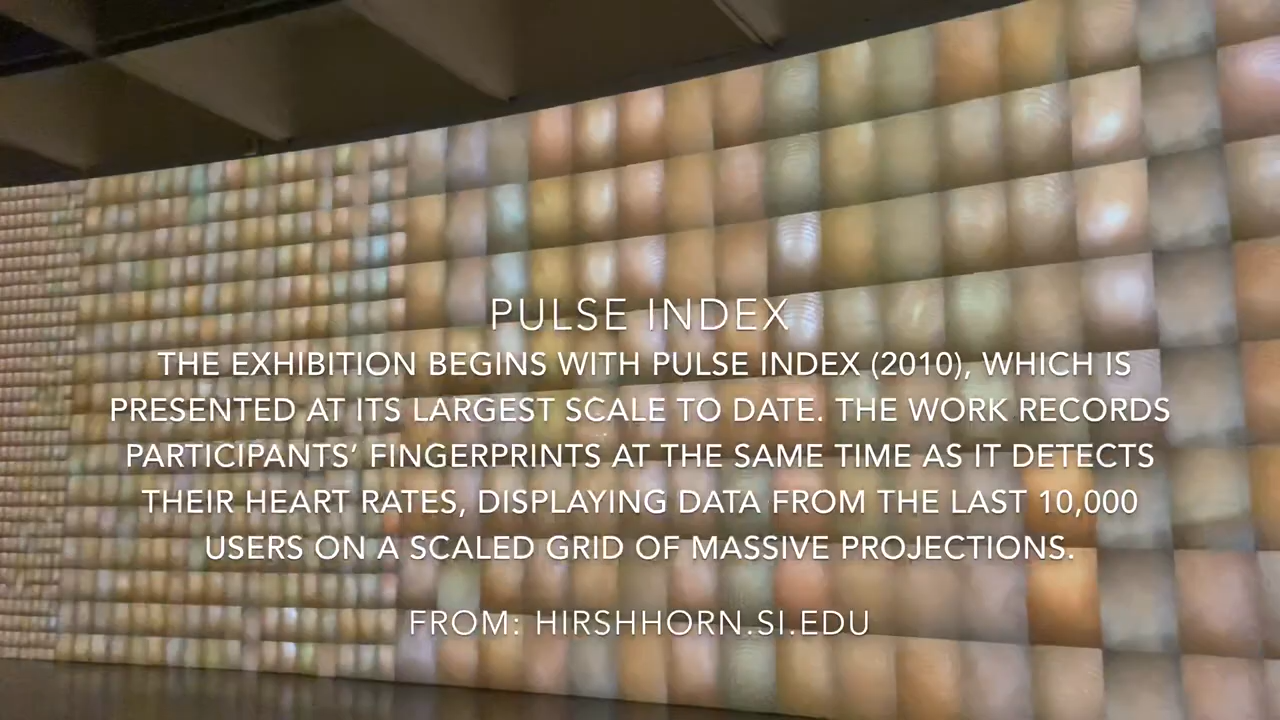 PULSE INDEX
THE EXHIBITION BEGINS WITH PULSE INDEX (2010), WHICH IS
PRESENTED AT ITS LARGEST SCALE TO DATE. THE WORK RECORDS
PARTICIPANTS’ FINGERPRINTS AT THE SAME TIME AS IT DETECTS
THEIR HEART RATES, DISPLAYING DATA FROM THE LAST 10,000
USERS ON A SCALED GRID OF MASSIVE PROJECTIONS.
FROM: HIRSHHORN.SI.EDU